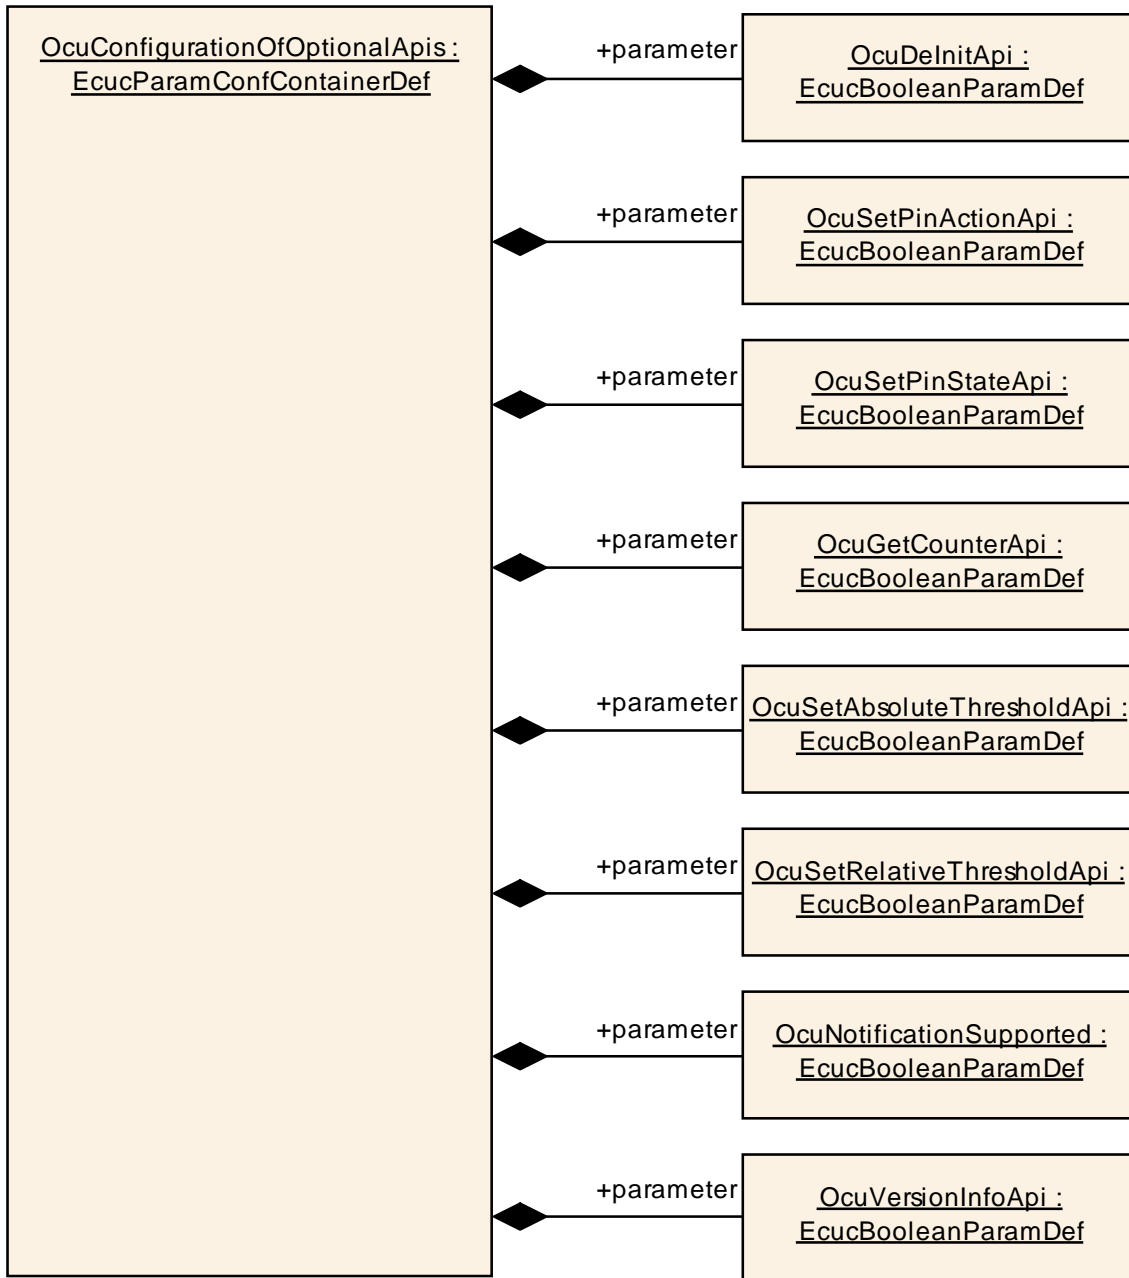 OcuConfigurationOfOptionalApis :
EcucParamConfContainerDef
+parameter
OcuDeInitApi :
EcucBooleanParamDef
+parameter
OcuSetPinActionApi :
EcucBooleanParamDef
+parameter
OcuSetPinStateApi :
EcucBooleanParamDef
+parameter
OcuGetCounterApi :
EcucBooleanParamDef
+parameter
OcuSetAbsoluteThresholdApi :
EcucBooleanParamDef
+parameter
OcuSetRelativeThresholdApi :
EcucBooleanParamDef
+parameter
OcuNotificationSupported :
EcucBooleanParamDef
+parameter
OcuVersionInfoApi :
EcucBooleanParamDef